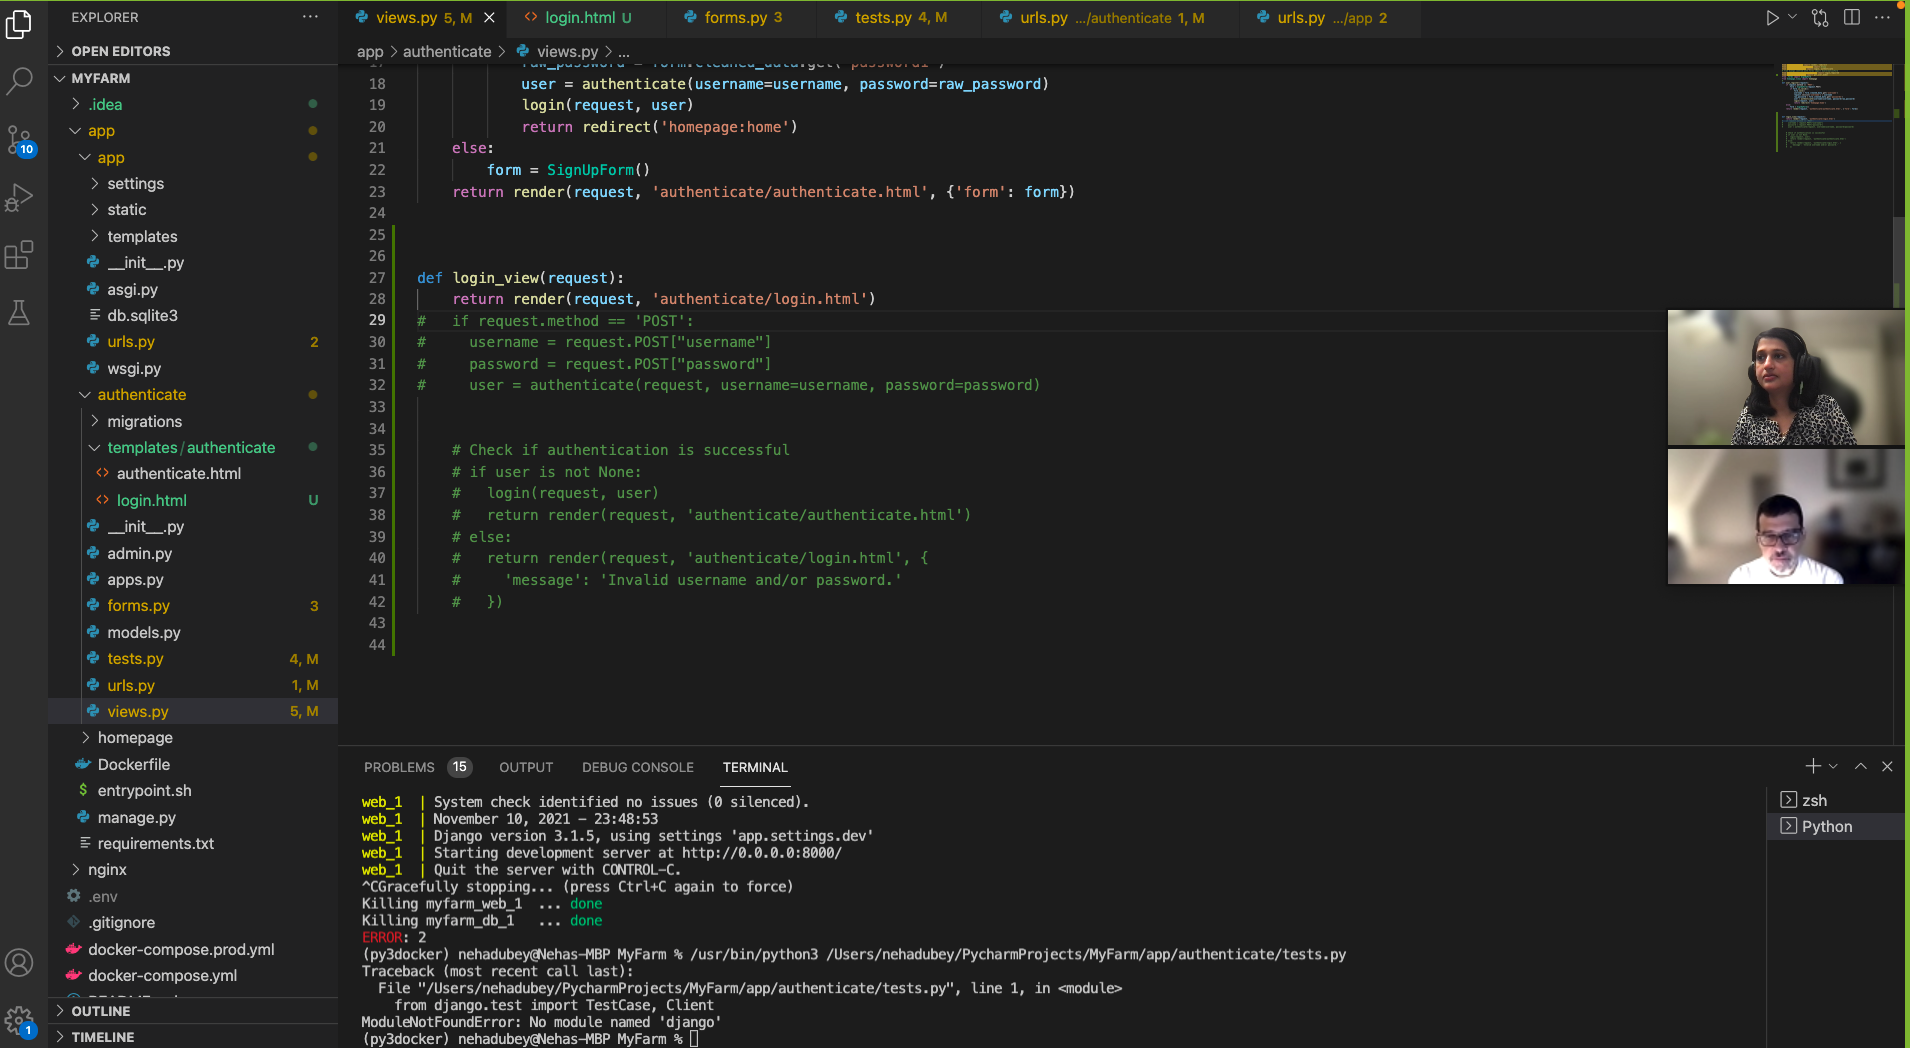 EXPLORER ...
OPEN EDITORS
MYFARM
.idea
app
app
settings
static
templates
__init__.py
asgi.py
db.sqlite3
urls.py 2
wsgi.py
authenticate
migrations
templates/authenticate
authenticate.html
login.html U
__init__.py
admin.py
apps.py
forms.py 3
models.py
tests.py 4, M
urls.py 1, M
views.py 5, M
homepage
Dockerfile
entrypoint.sh
manage.py
requirements.txt
nginx
.env
.gitignore
docker-compose.prod.yml
docker-compose.yml
OUTLINE
TIMELINE
10
1
views.py 5, M
login.html U
forms.py 3
tests.py 4, M
urls.py .../authenticate 1, M
urls.py .../app 2
app > authenticate > views.py > ...
18 user = authenticate(username=username, password=raw_password)
19 login(request, user)
20 return redirect('homepage:home')
21 else:
22 form = SignUpForm()
23 return render(request, 'authenticate/authenticate.html', {'form': form})
24
25
26
27 def login_view(request):
28 return render(request, 'authenticate/login.html')
29 # if request.method == 'POST':
30 # username = request.POST["username"]
31 # password = request.POST["password"]
32 # user = authenticate(request, username=username, password=password)
33
34
35 # Check if authentication is successful
36 # if user is not None:
37 # login(request, user)
38 # return render(request, 'authenticate/authenticate.html')
39 # else:
40 # return render(request, 'authenticate/login.html', {
41 # 'message': 'Invalid username and/or password.'
42 # })
43
44
PROBLEMS 15 OUTPUT DEBUG CONSOLE TERMINAL
web_1 | System check identified no issues (0 silenced).
web_1 | November 10, 2021 - 23:48:53
web_1 | Django version 3.1.5, using settings 'app.settings.dev'
web_1 | Starting development server at http://0.0.0.0:8000/
web_1 | Quit the server with CONTROL-C.
^CGracefully stopping... (press Ctrl+C again to force)
Killing myfarm_web_1 ... done
Killing myfarm_db_1 ... done
ERROR: 2
(py3docker) nehadubey@Nehas-MBP MyFarm % /usr/bin/python3 /Users/nehadubey/PycharmProjects/MyFarm/app/authenticate/tests.py
Traceback (most recent call last):
File "/Users/nehadubey/PycharmProjects/MyFarm/app/authenticate/tests.py", line 1, in <module>
from django.test import TestCase, Client
ModuleNotFoundError: No module named 'django'
(py3docker) nehadubey@Nehas-MBP MyFarm %
zsh
Python